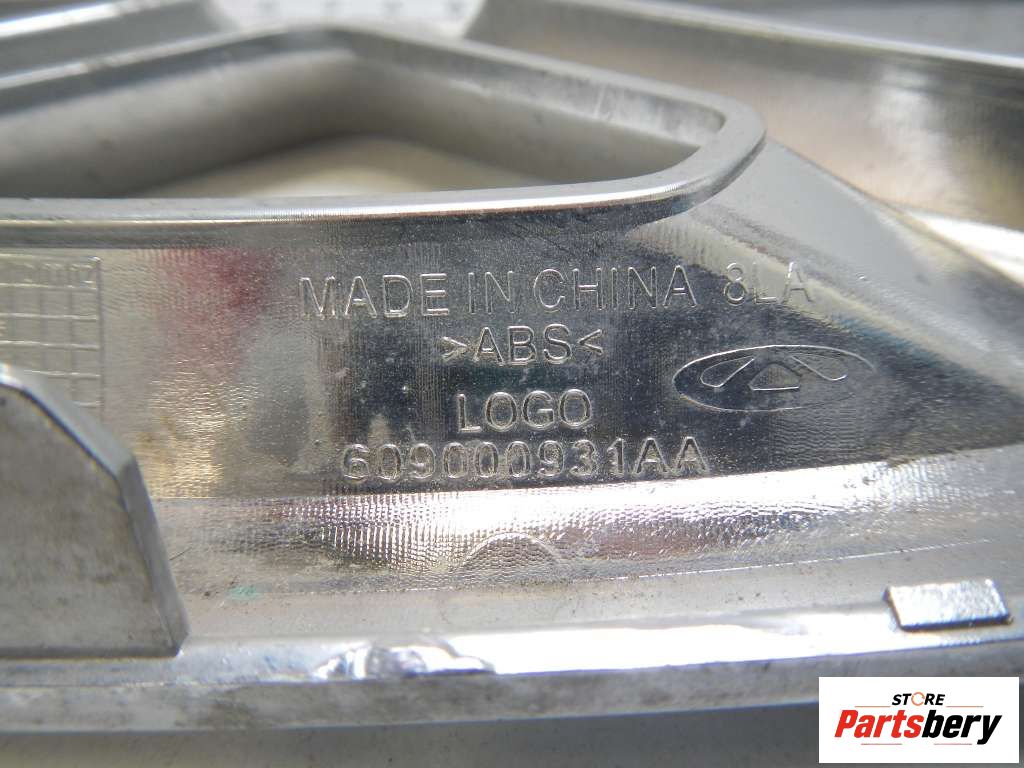 MADE IN CHINA 8LA
>ABS<
LOGO
609000931AA
STORE
Partsbery